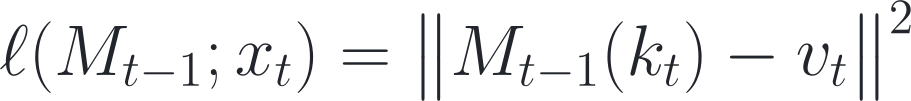 ℓ(M_{t−1}; x_t) = ‖M_{t−1}(k_t) − v_t‖^2